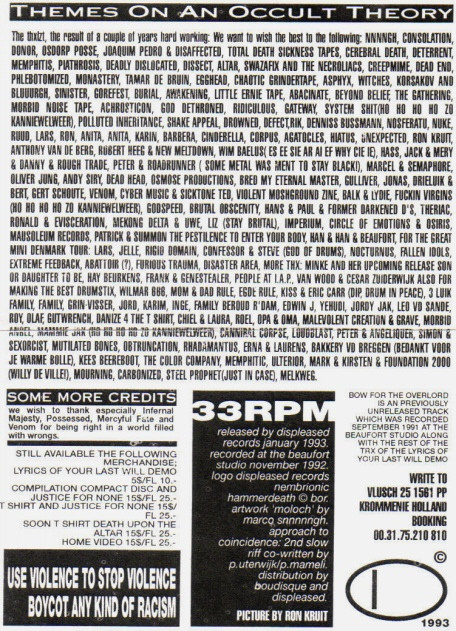 THEMES ON AN OCCULT THEORY
The thxlzt, the result of a couple of years hard working: We want to wish the best to the following: NNNNGH, CONSOLATION,
DONOR, OSDORP POSSE, JOAQUIM PEDRO & DISAFFECTED, TOTAL DEATH SICKNESS TAPES, CEREBRAL DEATH, DETERRENT,
MEMPHITIS, PIATHROSIS, DEADLY DISLOCATED, DISSECT, ALTAR, SWAZAFIX AND THE NECROLIACS, CREEPMIME, DEAD END,
PHLEBOTOMIZED, MONASTERY, TAMAR DE BRUIN, EGGHEAD, CHAOTIC GRINDERTAPE, ASPHYX, WITCHES, KORSAKOV AND
BLUUURGH, SINISTER, GOREFEST, BURIAL, AWAKENING, LITTLE ERNIE TAPE, ABACINATE, BEYOND BELIEF, THE GATHERING,
MORBID NOISE TAPE, ACHROSTICON, GOD DETHRONED, RIDICULOUS, GATEWAY, SYSTEM SHIT(HO HO HO HO ZO
KANNIEWELWEER), POLLUTED INHERITANCE, SHAKE APPEAL, DROWNED, DEFECT,RIK, DENNISS BUSSMANN, NOSFERATU, NUKE,
RUUD, LARS, RON, ANITA, ANITA, KARIN, BARBERA, CINDERELLA, CORPUS, AGATOCLES, HIATUS, UNEXPECTED, RON KRUIT,
ANTHONY VAN DE BERG, ROBERT HEEG & NEW MELTDOWN, WIM BAELUS( ES EE SIE AR AI EF WHY CIE IE), HASS, JACK & MERY
& DANNY & ROUGH TRADE, PETER & ROADRUNNER ( SOME METAL WAS MENT TO STAY BLACK!), MARCEL & SEMAPHORE,
OLIVER JUNG, ANDY SIRY, DEAD HEAD, OSMOSE PRODUCTIONS, BRED MY ETERNAL MASTER, GULLIVER, JONAS, DRIELUIK &
BERT, GERT SCHOUTE, VENOM, CYBER MUSIC & SICKTONE TED, VIOLENT MOSHGROUND ZINE, BALK & LYDIE, FUCKIN VIRGINS
(HO HO HO HO ZO KANNIEWELWEER), GODSPEED, BRUTAL OBSCENITY, HANS & PAUL & FORMER DARKENED D'S, THERIAC,
RONALD & EVISCERATION, MEKONG DELTA & UWE, LIZ (STAY BRUTAL), IMPERIUM, CIRCLE OF EMOTIONS & OSIRIS,
MAUSOLEUM RECORDS, PATRICK & SUMMON THE PESTILENCE TO ENTER YOUR BODY, HAN & HAN & BEAUFORT, FOR THE GREAT
MINI DENMARK TOUR: LARS, JELLE, RIGID DOMAIN, CONFESSOR & STEVE (GOD OF DRUMS), NOCTURNUS, FALLEN IDOLS,
EXTREME FEEDBACK, ABATTOIR (?), FURIOUS TRAUMA, DISASTER AREA, MORE THX: MINKE AND HER UPCOMING RELEASE SON
OR DAUGHTER TO BE, RAY BEURKENS, FRANK & GENESTEALER, PEOPLE AT I.A.P., VAN WOOD & CESAR ZUIDERWIJK ALSO FOR
MAKING THE BEST DRUMSTIX, WILMAR 666, MOM & DAD RULE, EGDE RULE, KISS & ERIC CARR (DIP, DRUM IN PEACE), 3 LUIK
FAMILY, FAMILY, GRIN-VISSER, JORD, KARIM, INGE, FAMILY BEROUD R'DAM, EDWIN J, YEHUDI, JORDY JAK, LEO VD SANDE,
ROY, OLAE, GUTWRENCH, DANIZE 4 THE T SHIRT, CHIEL & LAURA, ROEL, OPA & OMA, MALEVOLENT CREATION & GRAVE, MORBID
ANGEL, MAMMIE JAN (HO HO HO HO ZO KANNIEWELWEER), CANNIBAL CORPSE, LOUDBLAST, PETER & ANGELIQUE, SIMON &
SEXORCIST, MUTILATED BONES, OBTRUNCATION, RHADAMANTUS, ERNA & LAURENS, BAKKERY VD BREGGEN (BEDANKT VOOR
JE WARME BOLLE), KEES BEEREBOOT, THE COLOR COMPANY, MEMPHITIC, ULTERIOR, MARK & KIRSTEN & FOUNDATION 2000
(WILLY DE VILLE!), MOURNING, CARBONIZED, STEEL PROPHET(JUST IN CASE), MELKWEG.
SOME MORE CREDITS
we wish to thank especially Infernal
Majesty, Possessed, Mercyful Fate and
Venom for being right in a world filled
with wrongs.
STILL AVAILABLE THE FOLLOWING
MERCHANDISE:
LYRICS OF YOUR LAST WILL DEMO
5$/FL 10.-
COMPILATION COMPACT DISC AND
JUSTICE FOR NONE 15$/FL 25.-
T SHIRT AND JUSTICE FOR NONE 15$/
FL 25.-
SOON T SHIRT DEATH UPON THE
ALTAR 15$/FL 25.-
HOME VIDEO 15$/FL 25.-
USE VIOLENCE TO STOP VIOLENCE
BOYCOT ANY KIND OF RACISM
33RPM
released by displeased
records january 1993.
recorded at the beaufort
studio november 1992.
logo displeased records
nembrionic
hammerdeath © bor.
artwork 'moloch' by
marco snnnnngh.
approach to
coincidence: 2nd slow
riff co-written by
p.uterwijk/p.mameli.
distribution by
boudisque and
displeased.
PICTURE BY RON KRUIT
BOW FOR THE OVERLORD
IS AN PREVIOUSLY
UNRELEASED TRACK
WHICH WAS RECORDED
SEPTEMBER 1991 AT THE
BEAUFORT STUDIO ALONG
WITH THE REST OF THE
TRX OF THE LYRICS OF
YOUR LAST WILL DEMO
WRITE TO
VLUSCH 25 1561 PP
KROMMENIE HOLLAND
BOOKING
00.31.75.210 810
©
1993